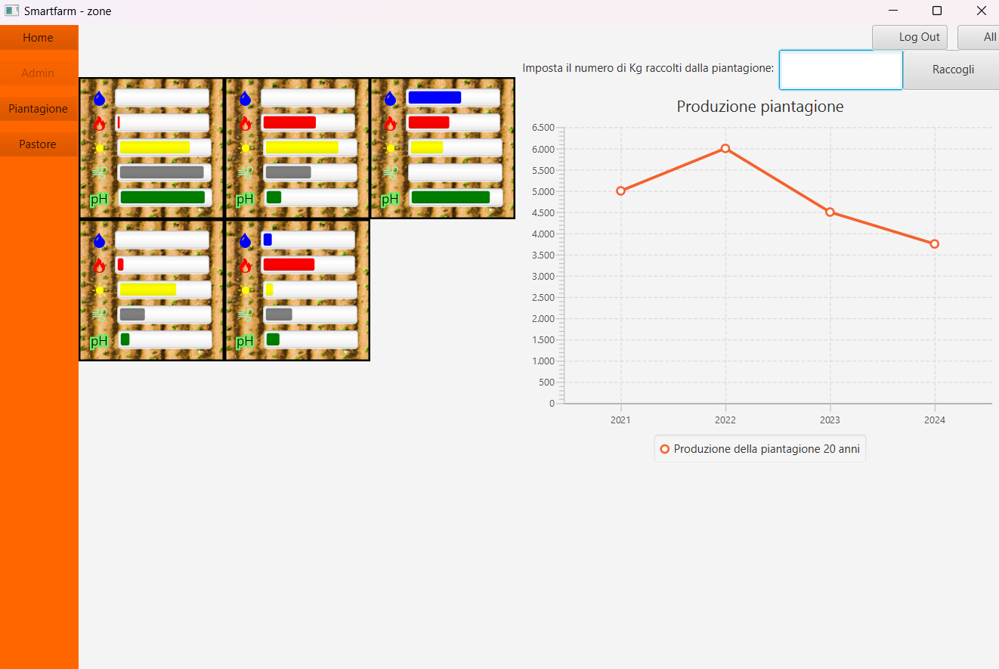 Smartfarm - zone
Home
Admin
Piantagione
Pastore
Log Out
All
Imposta il numero di Kg raccolti dalla piantagione:
Raccogli
pH
pH
pH
pH
pH
Produzione piantagione
6.500
6.000
5.500
5.000
4.500
4.000
3.500
3.000
2.500
2.000
1.500
1.000
500
0
2021 2022 2023 2024
Produzione della piantagione 20 anni